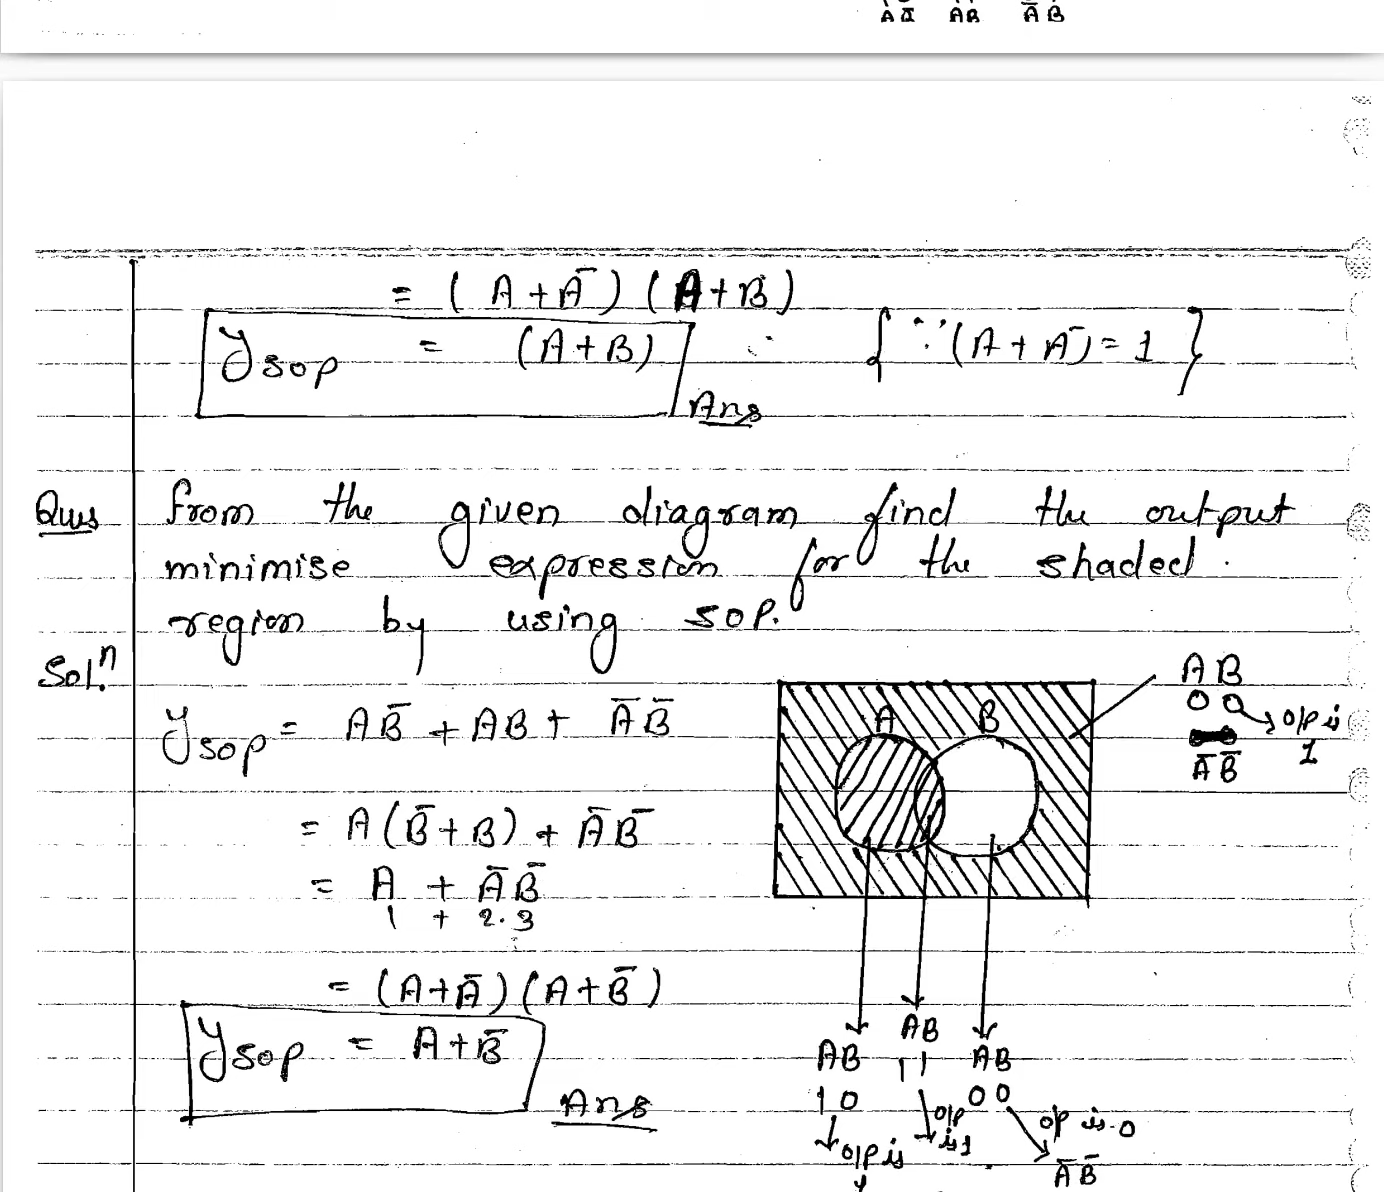 AB ĀB
= (A+Ā)(A+B)
Ysop = (A+B) {∵(A+Ā)=1}
Ans
Ques from the given diagram find the output
minimise expression for the shaded.
region by using SOP.
Solⁿ.
AB
00 → o/p is 1
ĀB̄
Ysop = AB̄ + AB + ĀB̄
A B
= A(B̄+B) + ĀB̄
= A + ĀB̄
1 + 2.3
= (A+Ā)(A+B̄)
Ysop = A+B̄
Ans
AB
10
o/p is
AB
11
o/p is 1
AB
00
o/p is 0
ĀB̄